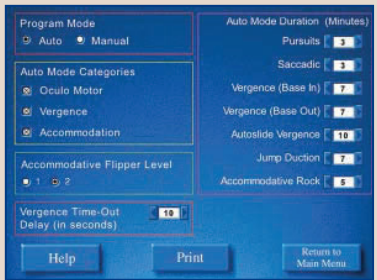 Program Mode
Auto Manual
Auto Mode Categories
Oculo Motor
Vergence
Accommodation
Accommodative Flipper Level
1 2
Vergence Time-Out
Delay (in seconds) 10
Auto Mode Duration (Minutes)
Pursuits 3
Saccadic 3
Vergence (Base In) 7
Vergence (Base Out) 7
Autoslide Vergence 10
Jump Duction 7
Accommodative Rock 5
Help Print Return to
Main Menu